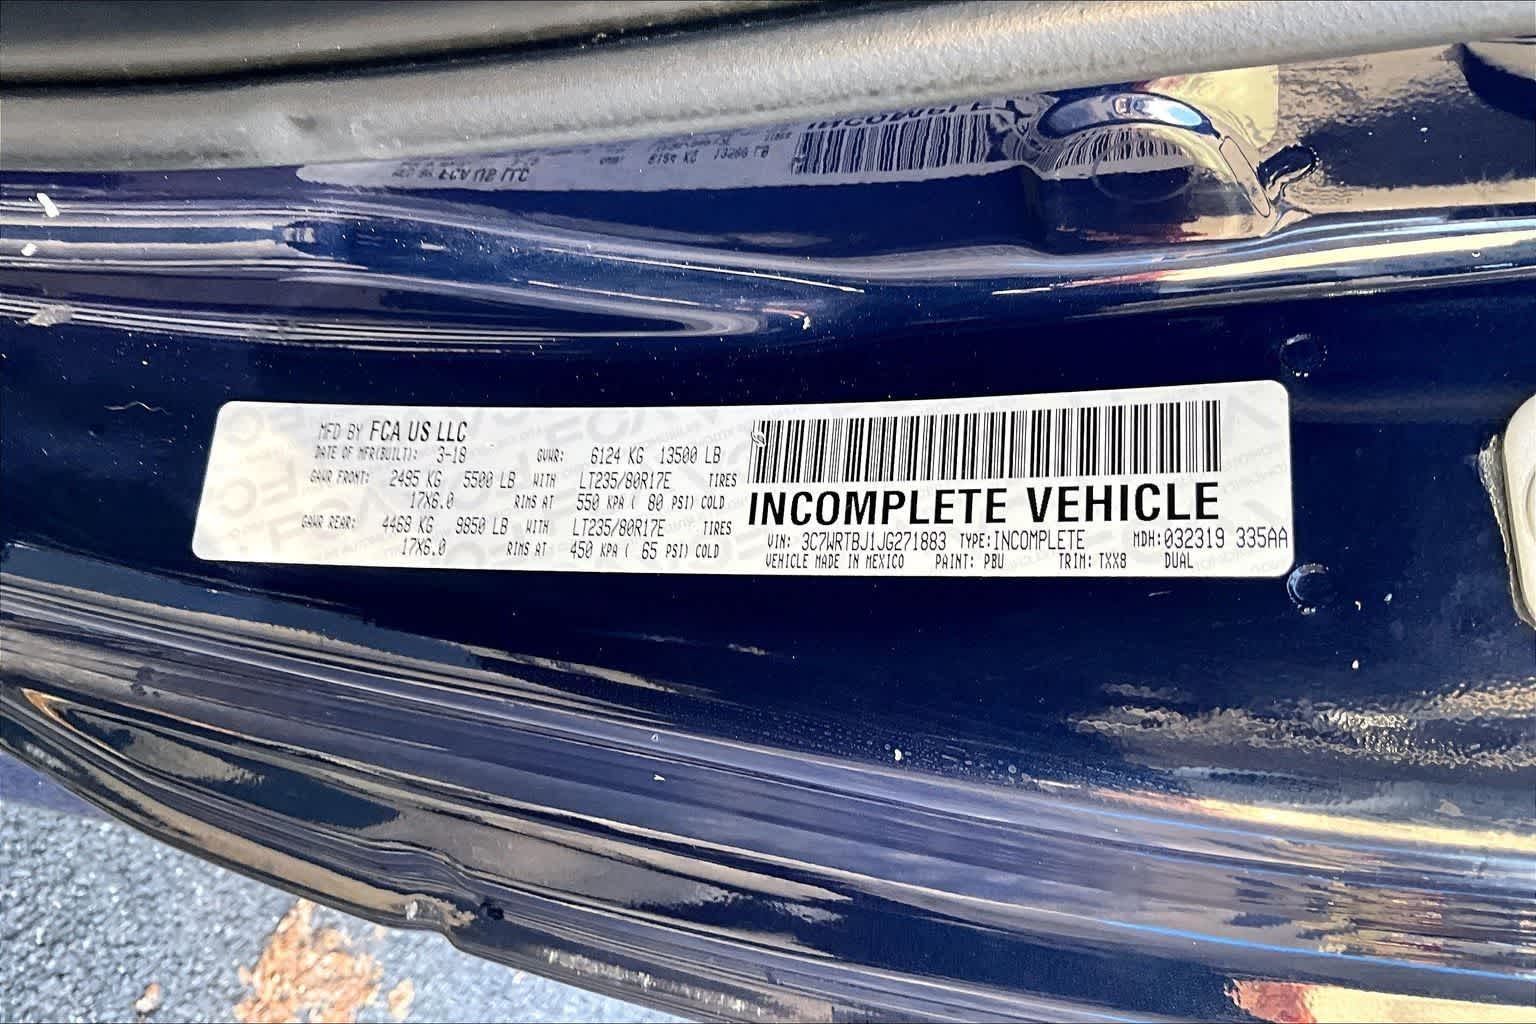 MFD BY FCA US LLC
DATE OF MFR(BUILT): 3-18 GVWR: 6124 KG 13500 LB
GAWR FRONT: 2495 KG 5500 LB WITH LT235/80R17E TIRES
17X6.0 RIMS AT 550 KPA ( 80 PSI) COLD
GAWR REAR: 4468 KG 9850 LB WITH LT235/80R17E TIRES
17X6.0 RIMS AT 450 KPA ( 65 PSI) COLD
INCOMPLETE VEHICLE
VIN: 3C7WRTBJ1JG271883 TYPE: INCOMPLETE MDH: 032319 335AA
VEHICLE MADE IN MEXICO PAINT: PBU TRIM: TXX8 DUAL